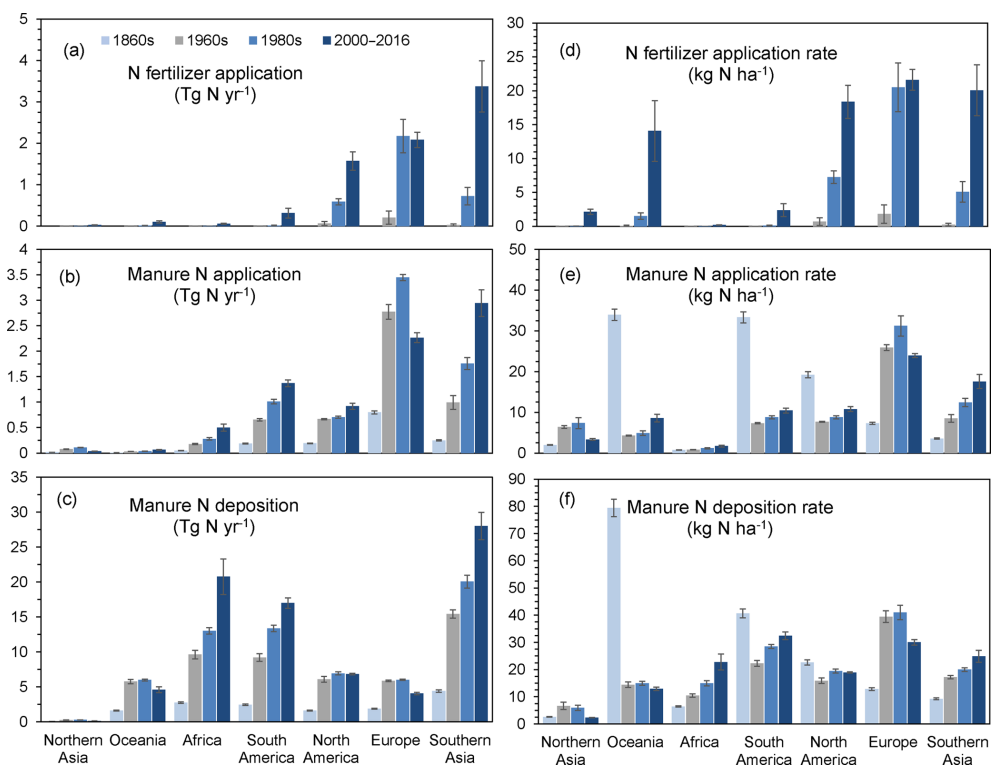 (a)
1860s 1960s 1980s 2000–2016
N fertilizer application
(Tg N yr-1)
5
4
3
2
1
0
(d)
N fertilizer application rate
(kg N ha-1)
30
25
20
15
10
5
0
(b)
Manure N application
(Tg N yr-1)
4
3.5
3
2.5
2
1.5
1
0.5
0
(e)
Manure N application rate
(kg N ha-1)
50
40
30
20
10
0
(c)
Manure N deposition
(Tg N yr-1)
35
30
25
20
15
10
5
0
Northern Asia
Oceania
Africa
South America
North America
Europe
Southern Asia
(f)
Manure N deposition rate
(kg N ha-1)
90
80
70
60
50
40
30
20
10
0
Northern Asia
Oceania
Africa
South America
North America
Europe
Southern Asia